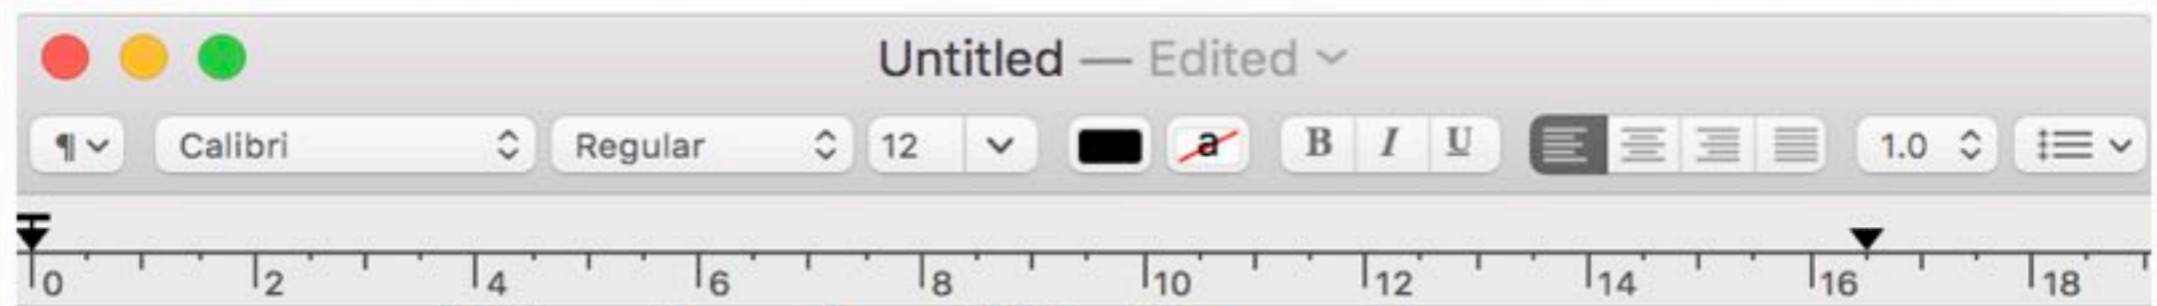 Untitled — Edited
¶ Calibri Regular 12 a B I U 1.0
0 2 4 6 8 10 12 14 16 18